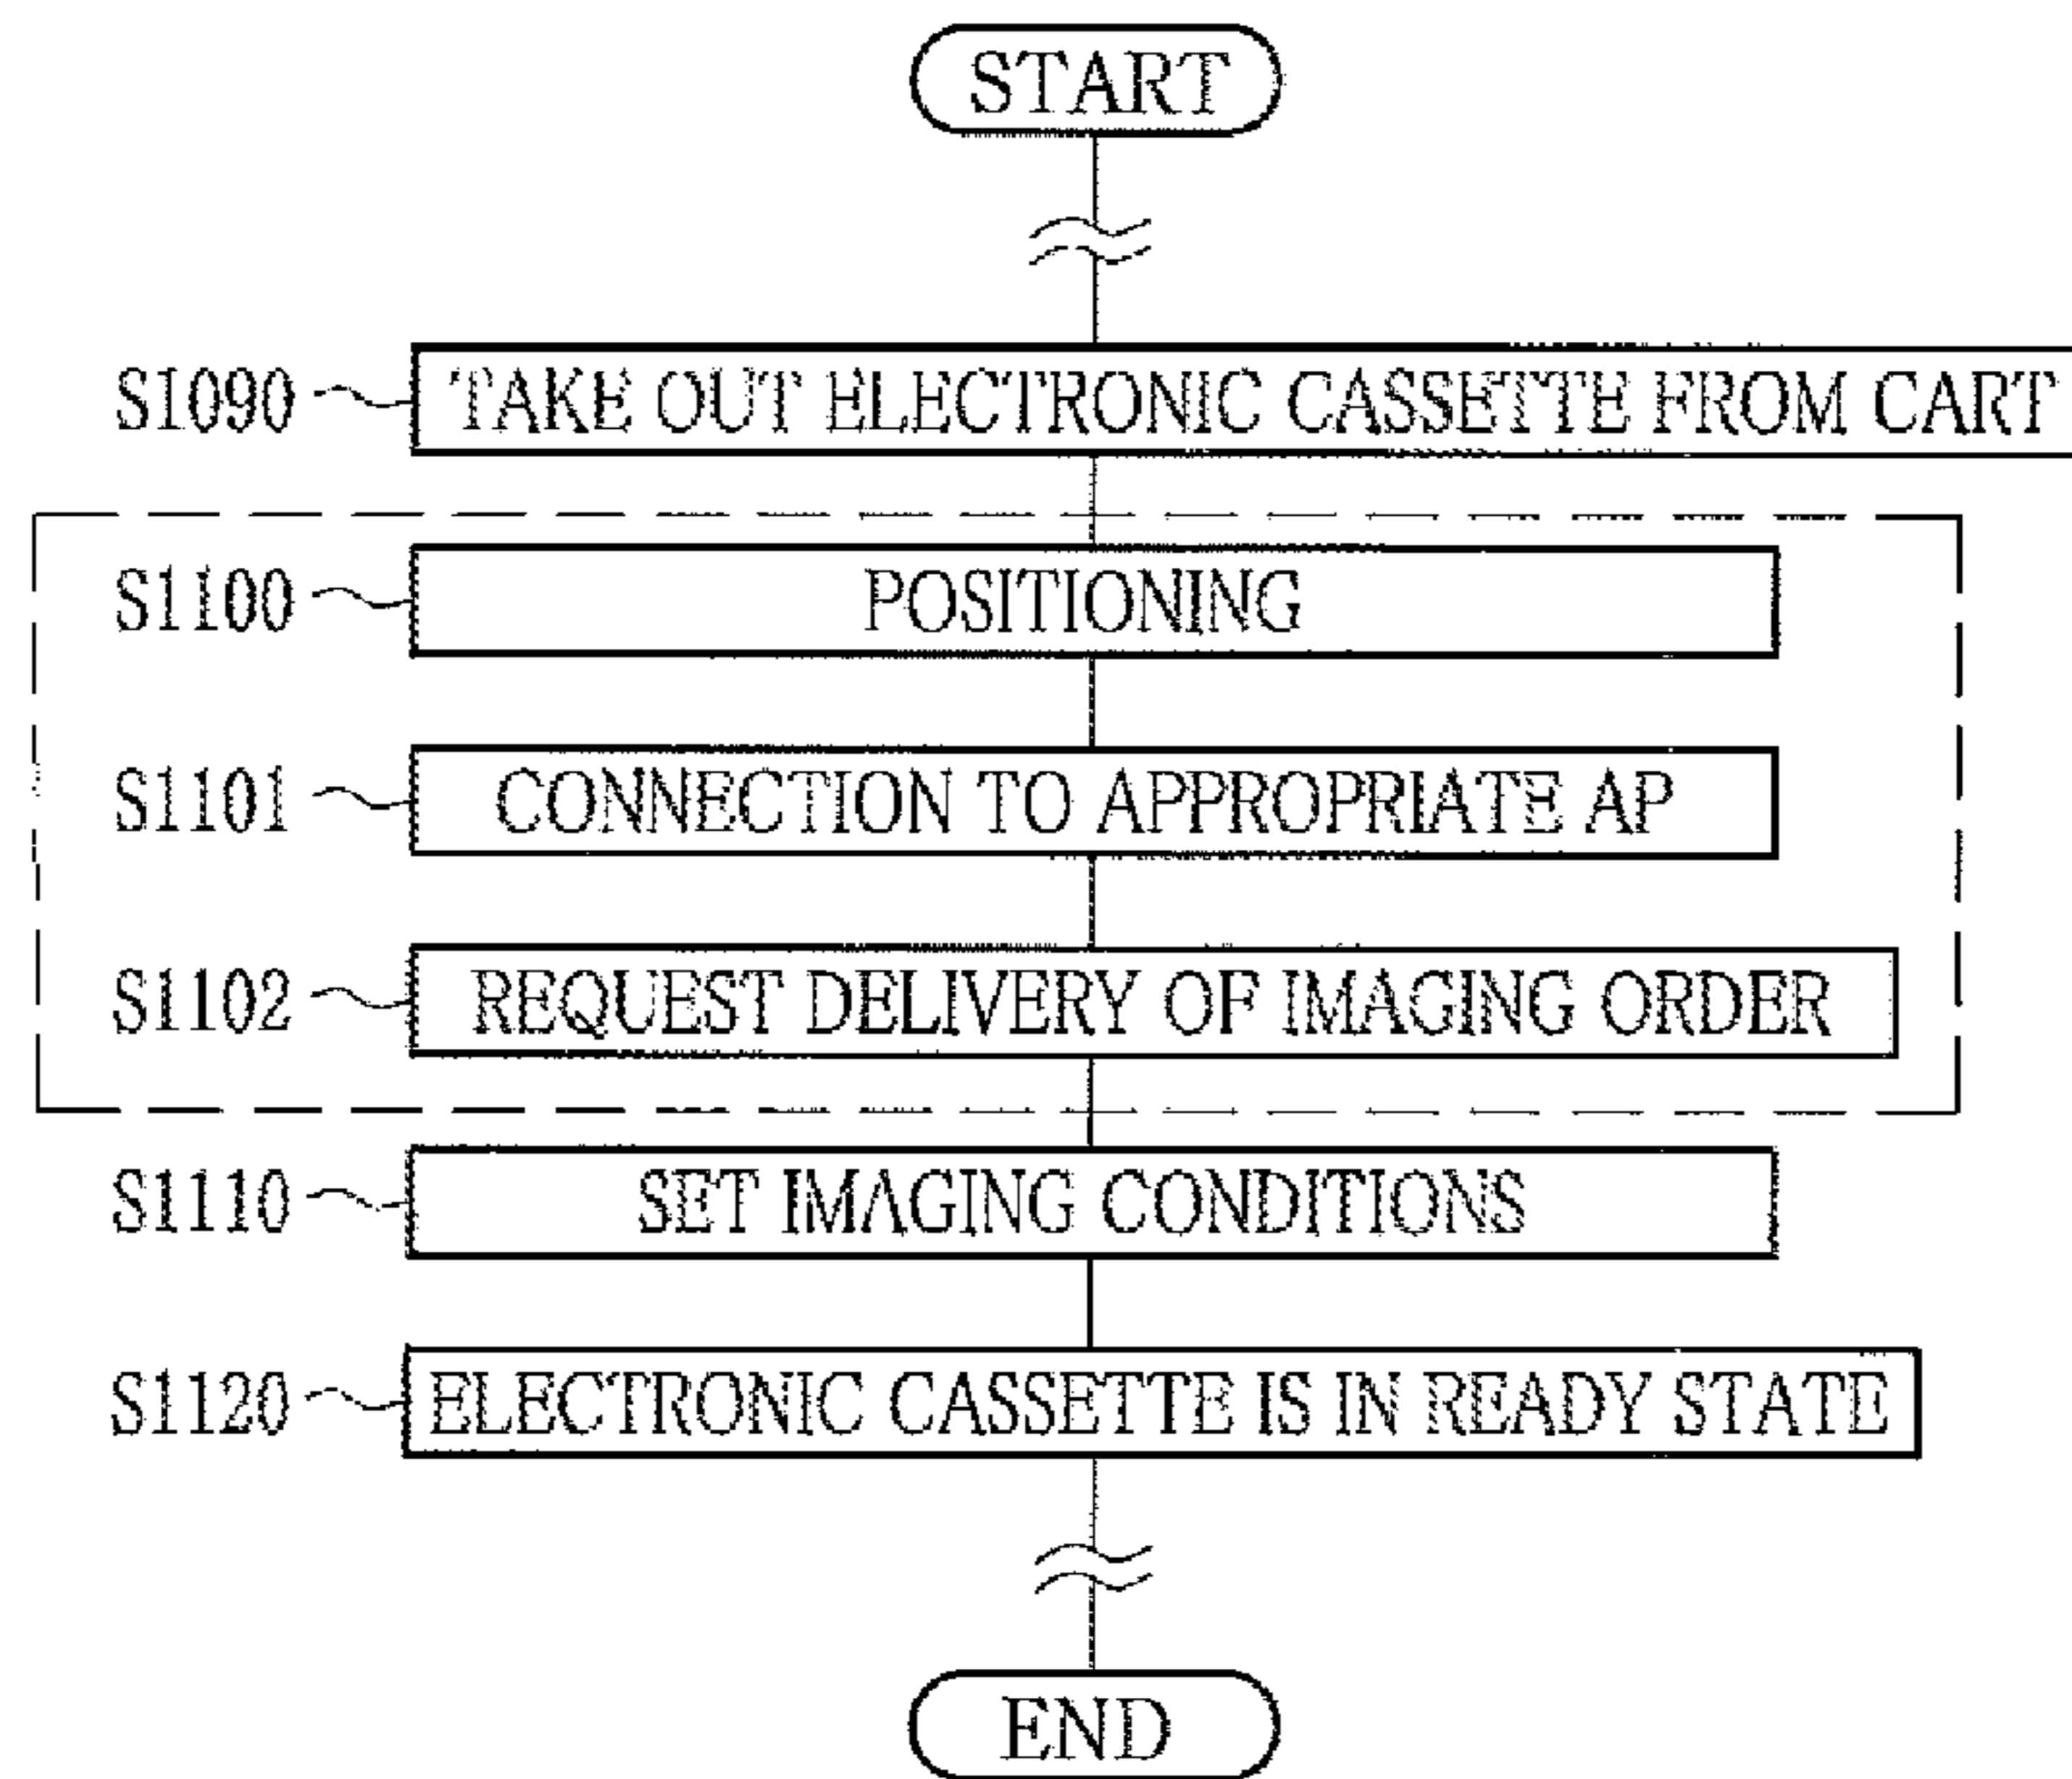 START
S1090 TAKE OUT ELECTRONIC CASSETTE FROM CART
S1100 POSITIONING
S1101 CONNECTION TO APPROPRIATE AP
S1102 REQUEST DELIVERY OF IMAGING ORDER
S1110 SET IMAGING CONDITIONS
S1120 ELECTRONIC CASSETTE IS IN READY STATE
END